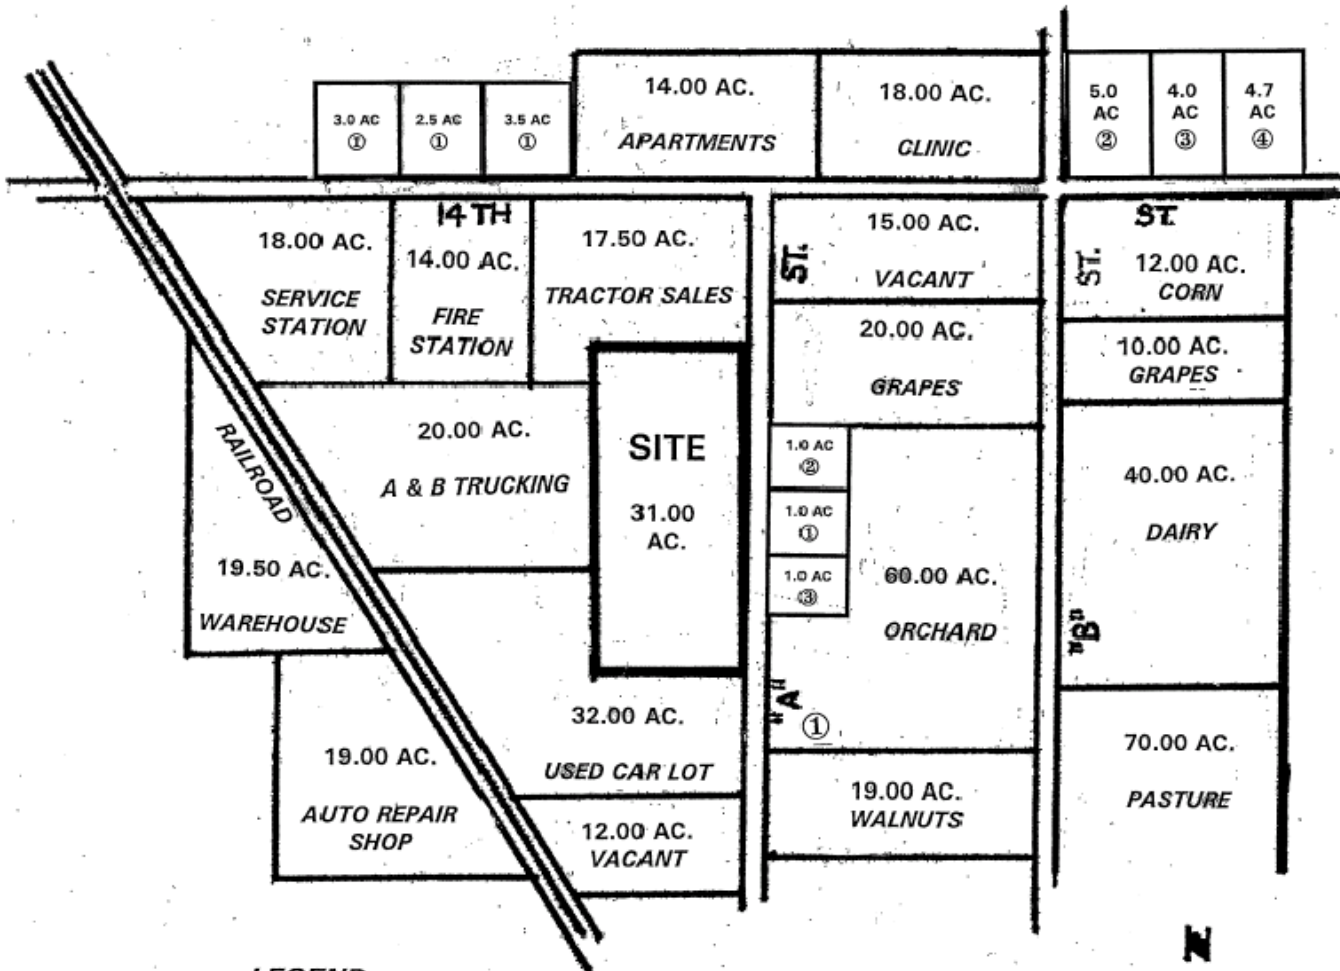 3.0 AC
①
2.5 AC
①
3.5 AC
①
14.00 AC.
APARTMENTS
18.00 AC.
CLINIC
5.0
AC
②
4.0
AC
③
4.7
AC
④
14TH
ST.
18.00 AC.
SERVICE
STATION
14.00 AC.
FIRE
STATION
17.50 AC.
TRACTOR SALES
ST.
15.00 AC.
VACANT
ST.
12.00 AC.
CORN
20.00 AC.
GRAPES
10.00 AC.
GRAPES
RAILROAD
20.00 AC.
A & B TRUCKING
SITE
31.00
AC.
1.0 AC
②
1.0 AC
①
1.0 AC
③
60.00 AC.
ORCHARD
40.00 AC.
DAIRY
19.50 AC.
WAREHOUSE
"B"
"A"
①
32.00 AC.
USED CAR LOT
19.00 AC.
AUTO REPAIR
SHOP
12.00 AC.
VACANT
19.00 AC.
WALNUTS
70.00 AC.
PASTURE
N
LEGEND